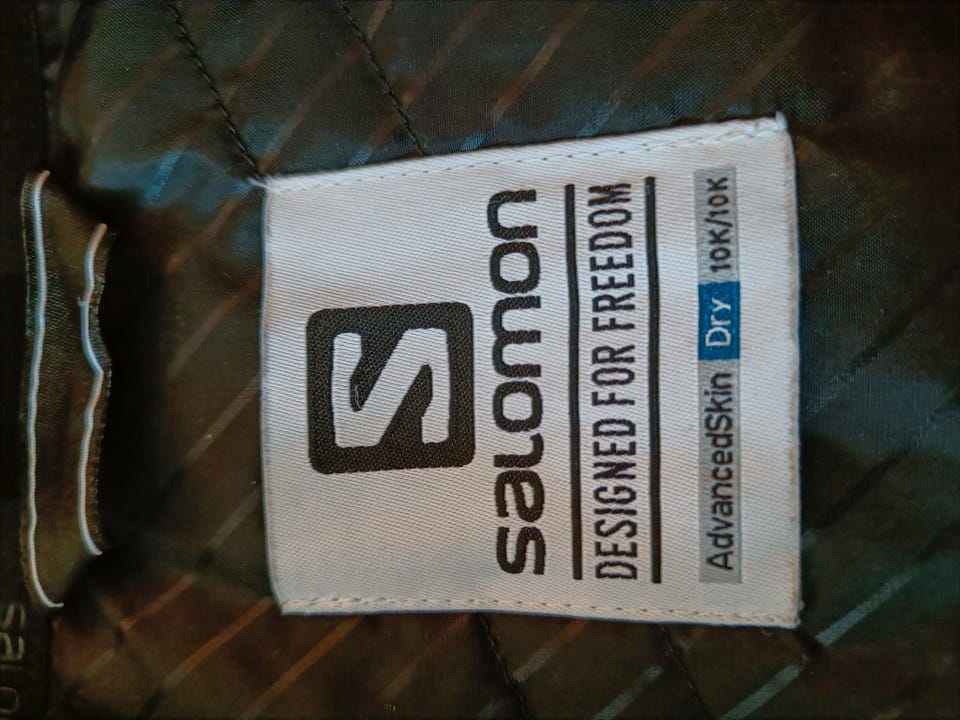 S
salomon
DESIGNED FOR FREEDOM
AdvancedSkin Dry 10K/10K